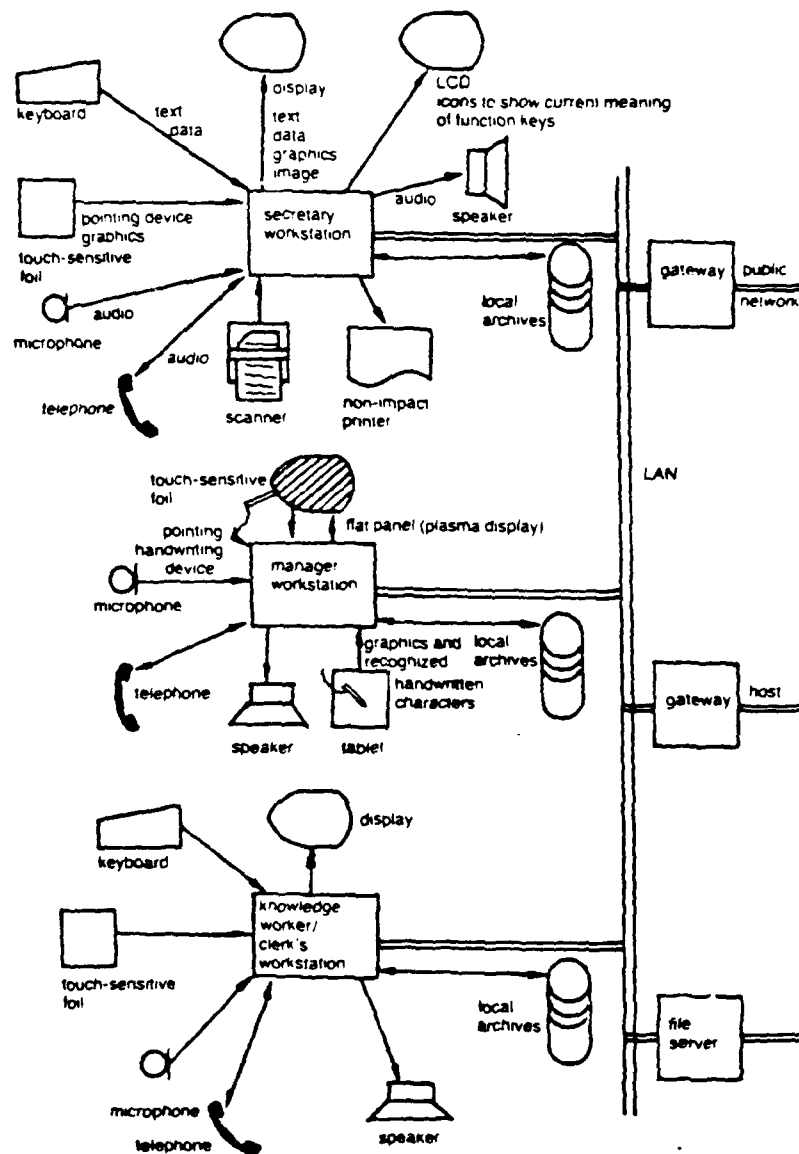 display
LCD
icons to show current meaning
of function keys
keyboard
text
data
text
data
graphics
image
audio
speaker
secretary
workstation
pointing device
graphics
touch-sensitive
foil
gateway
public
network
local
archives
audio
microphone
audio
telephone
scanner
non-impact
printer
LAN
touch-sensitive
foil
flat panel (plasma display)
pointing
handwriting
device
manager
workstation
microphone
graphics and
recognized
handwritten
characters
local
archives
telephone
speaker
tablet
gateway
host
display
keyboard
knowledge
worker/
clerk's
workstation
touch-sensitive
foil
local
archives
file
server
microphone
telephone
speaker